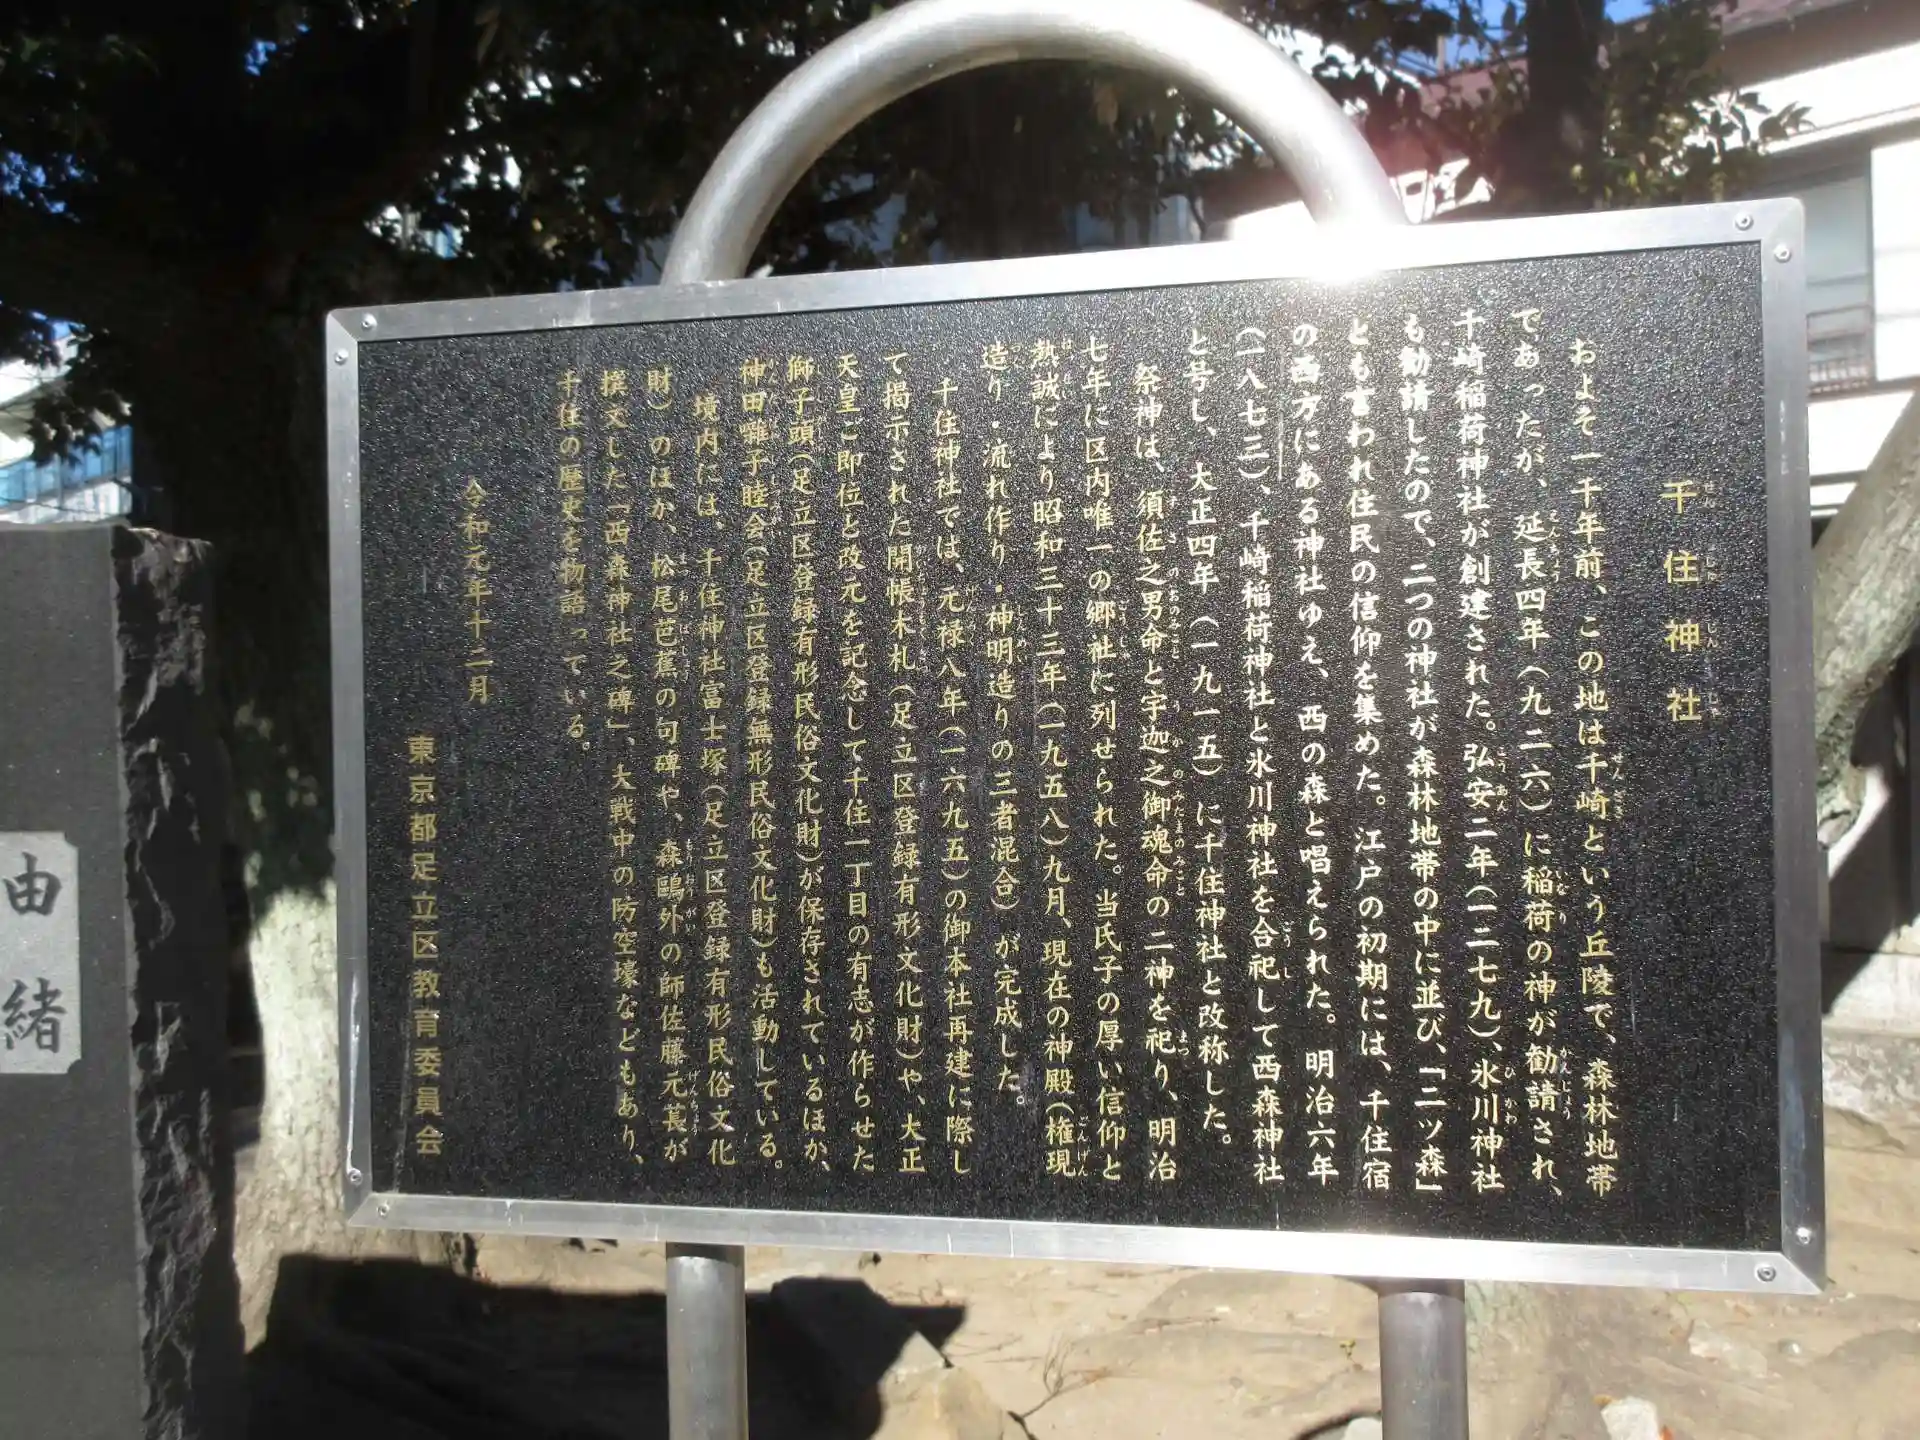 千住神社
およそ一千年前、この地は千崎という丘陵で、森林地帯
であったが、延長四年(九二六)に稲荷の神が勧請され、
千崎稲荷神社が創建された。弘安二年(一二七九)、氷川神社
も勧請したので、二つの神社が森林地帯の中に並び、「二ツ森」
とも言われ住民の信仰を集めた。江戸の初期には、千住宿
の西方にある神社ゆえ、西の森と唱えられた。明治六年
(一八七三)、千崎稲荷神社と氷川神社を合祀して西森神社
と号し、大正四年(一九一五)に千住神社と改称した。
祭神は、須佐之男命と宇迦之御魂命の二神を祀り、明治
七年に区内唯一の郷社に列せられた。当氏子の厚い信仰と
熱誠により昭和三十三年(一九五八)九月、現在の神殿(権現
造り・流れ作り・神明造りの三者混合)が完成した。
千住神社では、元禄八年(一六九五)の御本社再建に際し
て掲示された開帳木札(足立区登録有形文化財)や、大正
天皇ご即位と改元を記念して千住一丁目の有志が作らせた
獅子頭(足立区登録有形民俗文化財)が保存されているほか、
神田囃子睦会(足立区登録無形民俗文化財)も活動している。
境内には、千住神社富士塚(足立区登録有形民俗文化
財)のほか、松尾芭蕉の句碑や、森鷗外の師佐藤元萇が
撰文した「西森神社之碑」、大戦中の防空壕などもあり、
千住の歴史を物語っている。
令和元年十二月
東京都足立区教育委員会
由緒